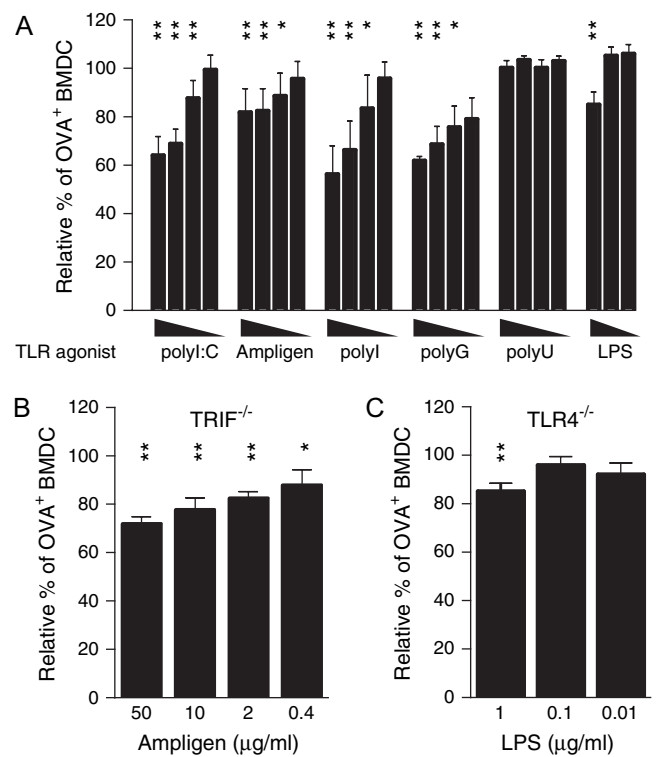 A
Relative % of OVA+ BMDC
120
100
80
60
40
20
0
** ** ** * ** ** * ** ** * ** ** * **
** ** **
TLR agonist polyI:C Ampligen polyI polyG polyU LPS
B
TRIF-/-
Relative % of OVA+ BMDC
120
100
80
60
40
20
0
** ** ** *
50 10 2 0.4
Ampligen (μg/ml)
C
TLR4-/-
Relative % of OVA+ BMDC
120
100
80
60
40
20
0
**
1 0.1 0.01
LPS (μg/ml)